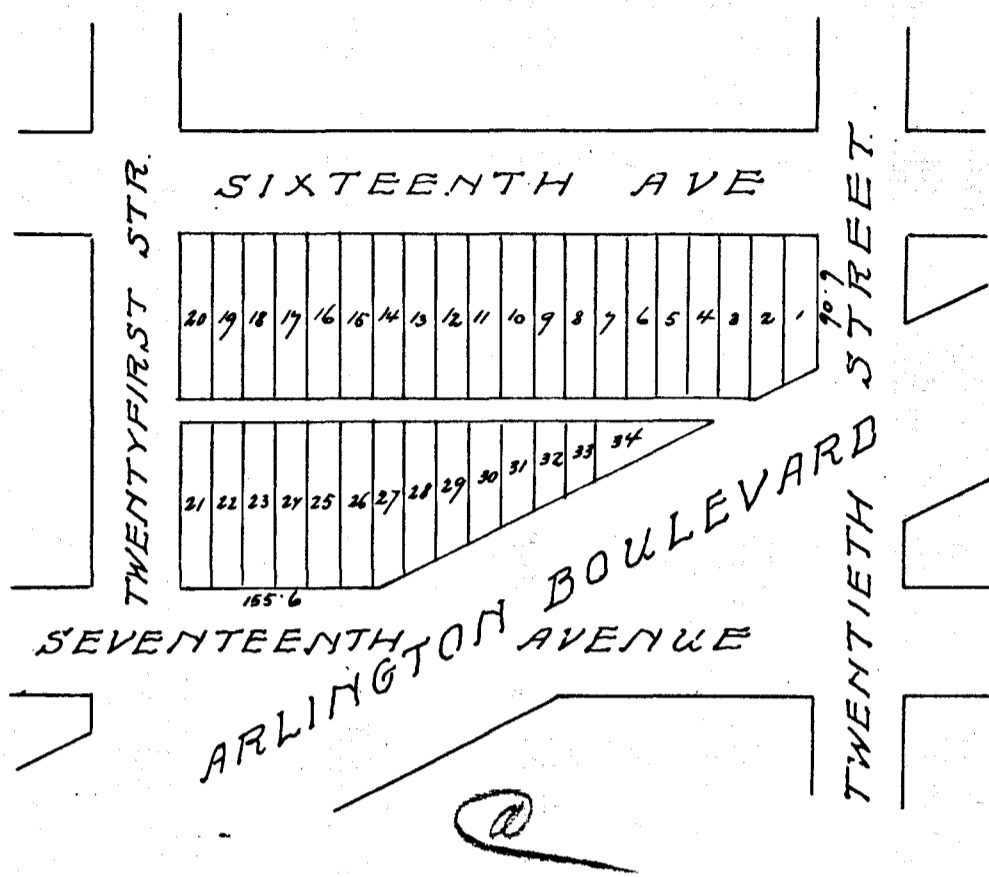 SIXTEENTH AVE
TWENTYFIRST STR.
TWENTIETH STREET.
20 19 18 17 16 15 14 13 12 11 10 9 8 7 6 5 4 3 2 1
90.9
21 22 23 24 25 26 27 28 29 30 31 32 33 34
155.6
SEVENTEENTH AVENUE
ARLINGTON BOULEVARD
a